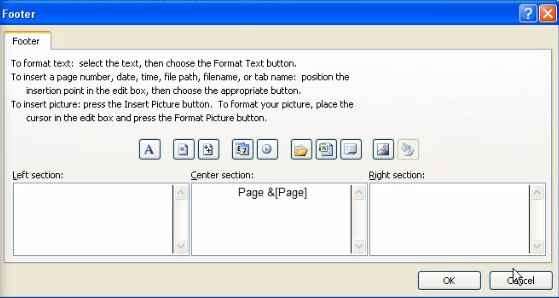 Footer
Footer
To format text: select the text, then choose the Format Text button.
To insert a page number, date, time, file path, filename, or tab name: position the
insertion point in the edit box, then choose the appropriate button.
To insert picture: press the Insert Picture button. To format your picture, place the
cursor in the edit box and press the Format Picture button.
A
Left section: Center section: Right section:
Page &[Page]
OK Cancel